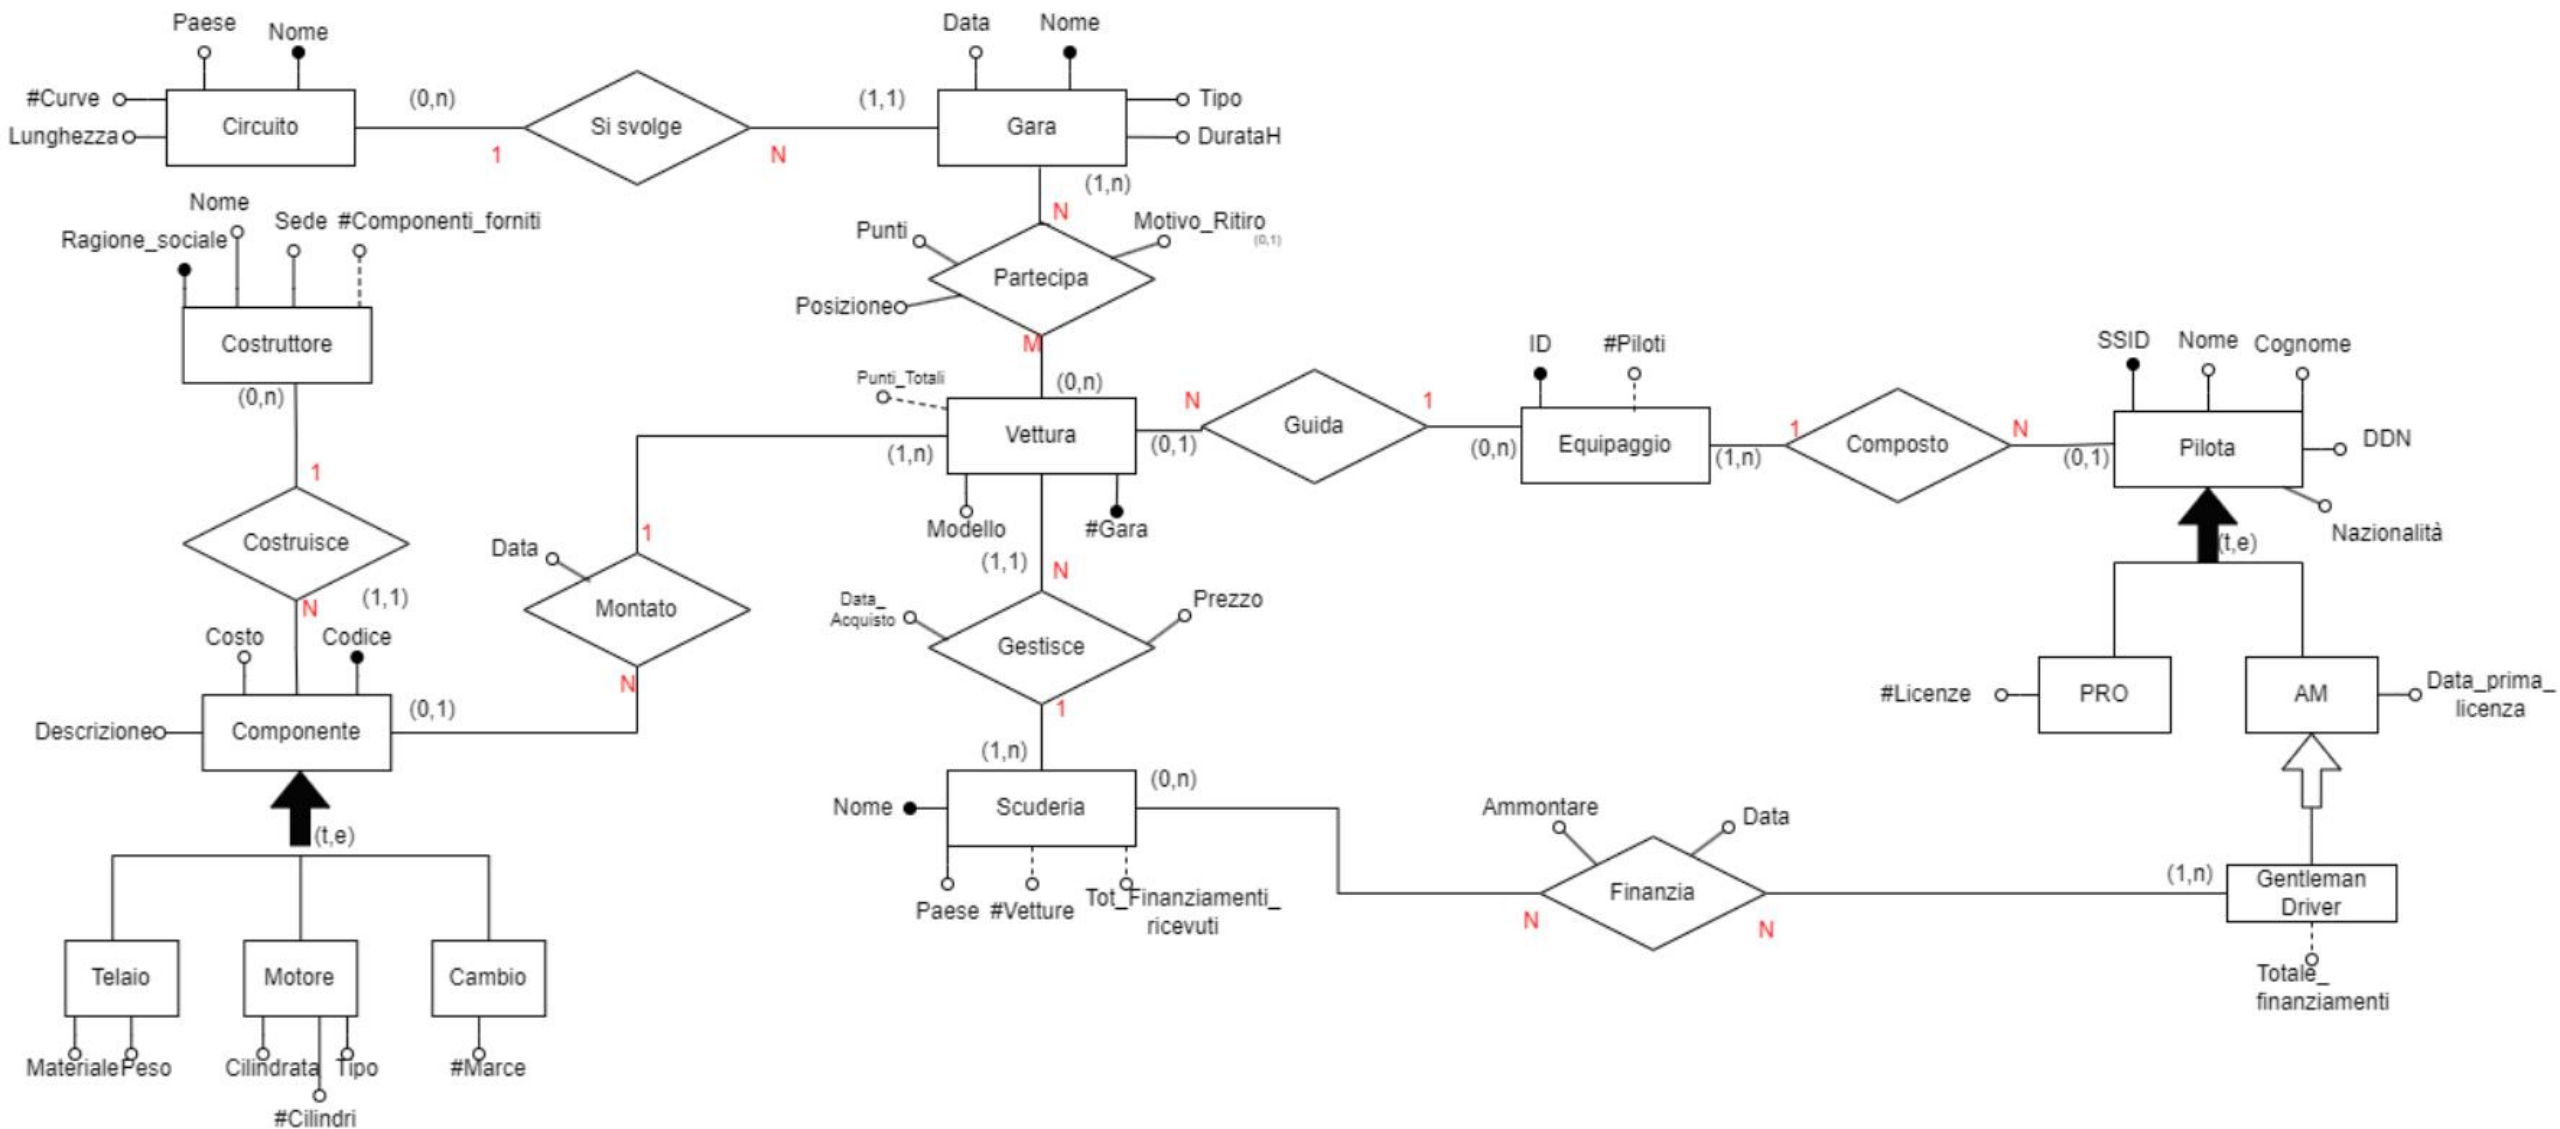 Paese
Nome
#Curve
Lunghezza
Circuito
(0,n)
1
Si svolge
N
(1,1)
Data
Nome
Gara
Tipo
DurataH
(1,n)
N
Punti
Motivo_Ritiro
(0,1)
Partecipa
Posizione
M
(0,n)
Nome
Sede
#Componenti_forniti
Ragione_sociale
Costruttore
(0,n)
1
Costruisce
N
(1,1)
Costo
Codice
Descrizione
Componente
(0,1)
(t,e)
Telaio
Motore
Cambio
Materiale
Peso
Cilindrata
Tipo
#Cilindri
#Marce
Punti_Totali
Vettura
(1,n)
(0,1)
Modello
#Gara
1
Data
Montato
N
(1,1)
N
Data_
Acquisto
Prezzo
Gestisce
1
(1,n)
Nome
Scuderia
(0,n)
Paese
#Vetture
Tot_Finanziamenti_
ricevuti
N
Guida
1
(0,n)
ID
#Piloti
Equipaggio
(1,n)
1
Composto
N
(0,1)
SSID
Nome
Cognome
Pilota
DDN
Nazionalità
(t,e)
#Licenze
PRO
AM
Data_prima_
licenza
Ammontare
Data
Finanzia
N
N
(1,n)
Gentleman
Driver
Totale_
finanziamenti